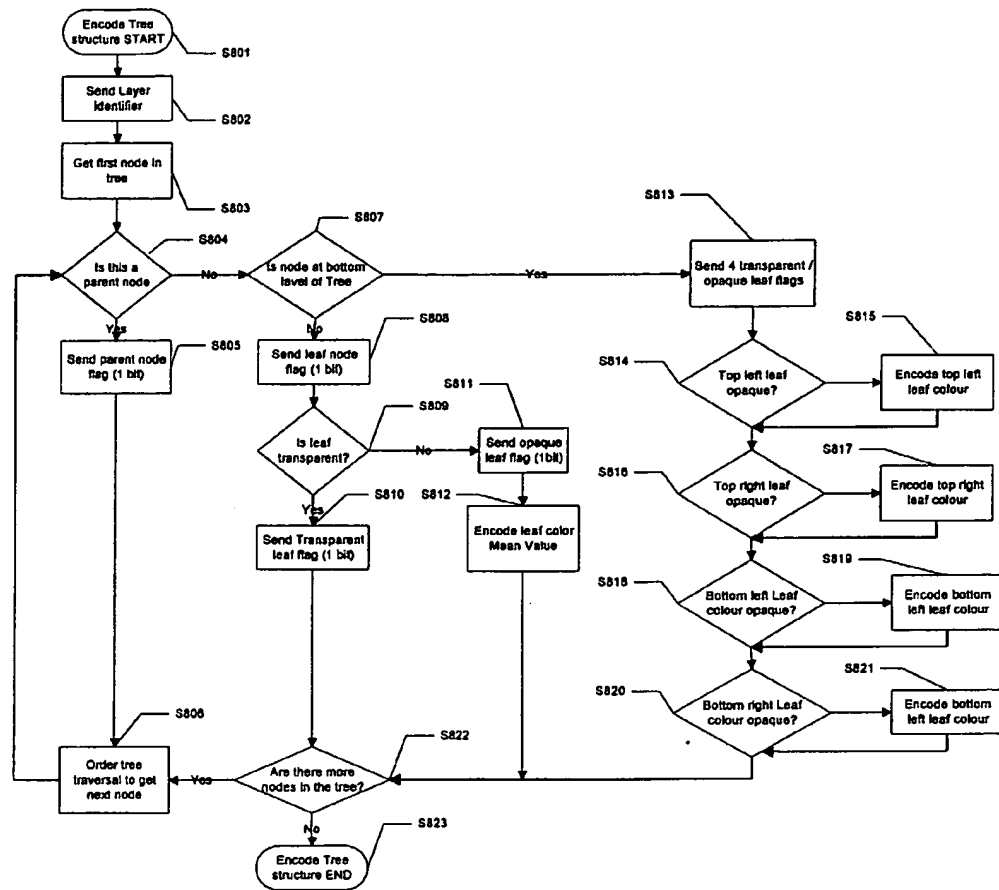 Encode Tree
structure START
S801
Send Layer
Identifier
S802
Get first node in
tree
S803
S804
Is this a
parent node
No
S807
Is node at bottom
level of Tree
Yes
S813
Send 4 transparent /
opaque leaf flags
Yes
Send parent node
flag (1 bit)
S805
No
Send leaf node
flag (1 bit)
S808
S809
Is leaf
transparent?
No
S811
Send opaque
leaf flag (1bit)
S810
Yes
Send Transparent
leaf flag (1 bit)
S812
Encode leaf color
Mean Value
S814
Top left leaf
opaque?
S815
Encode top left
leaf colour
S816
Top right leaf
opaque?
S817
Encode top right
leaf colour
S818
Bottom left Leaf
colour opaque?
S819
Encode bottom
left leaf colour
S820
Bottom right Leaf
colour opaque?
S821
Encode bottom
left leaf colour
S806
Order tree
traversal to get
next node
Yes
S822
Are there more
nodes in the tree?
No
S823
Encode Tree
structure END